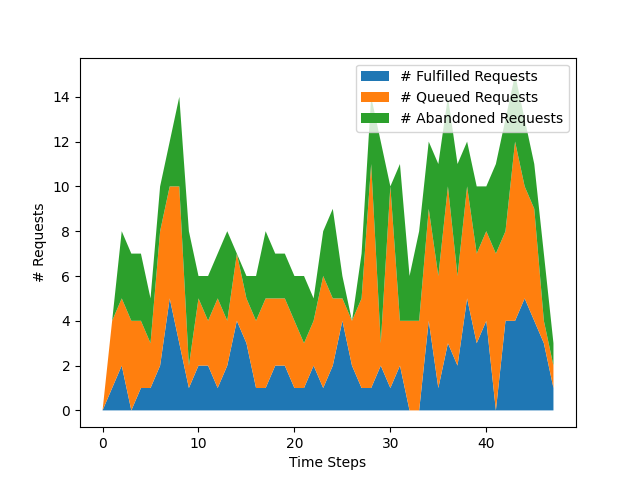 # Fulfilled Requests
# Queued Requests
# Abandoned Requests
# Requests
14
12
10
8
6
4
2
0
0 10 20 30 40
Time Steps